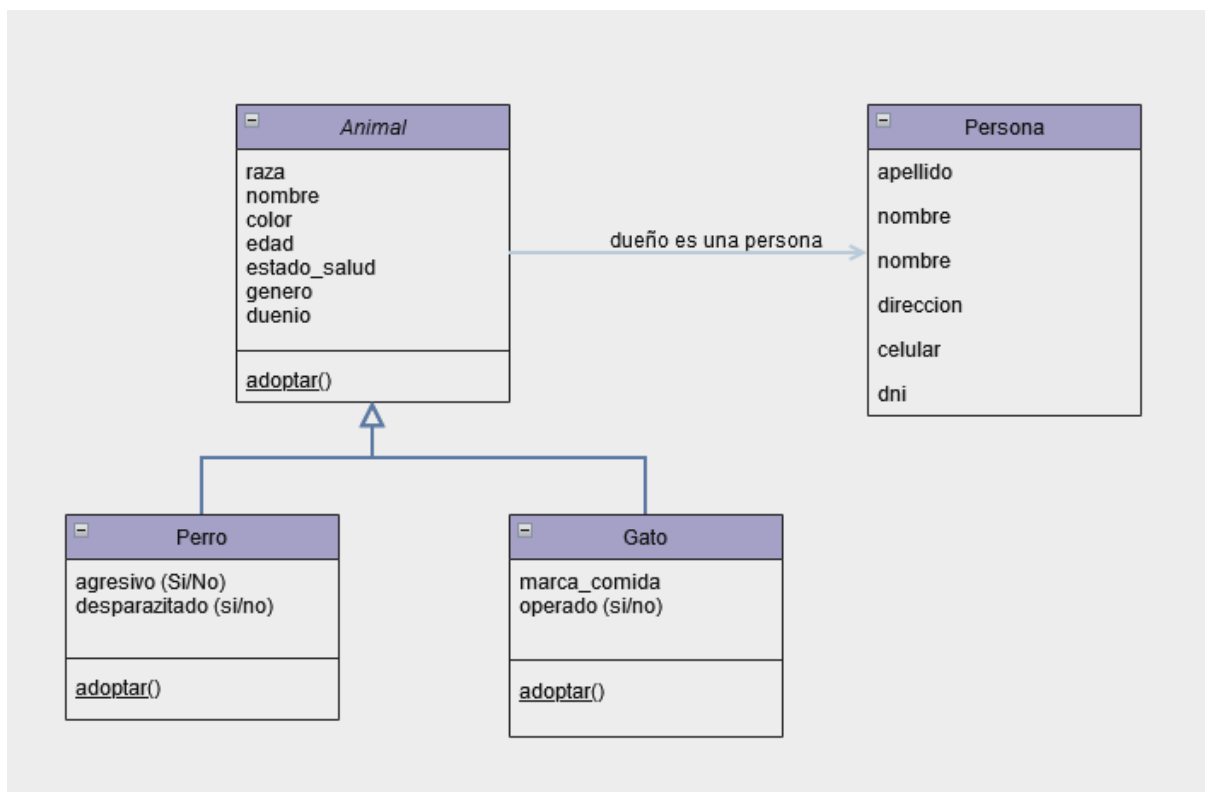 Animal
raza
nombre
color
edad
estado_salud
genero
duenio
adoptar()
dueño es una persona
Persona
apellido
nombre
nombre
direccion
celular
dni
Perro
agresivo (Si/No)
desparazitado (si/no)
adoptar()
Gato
marca_comida
operado (si/no)
adoptar()